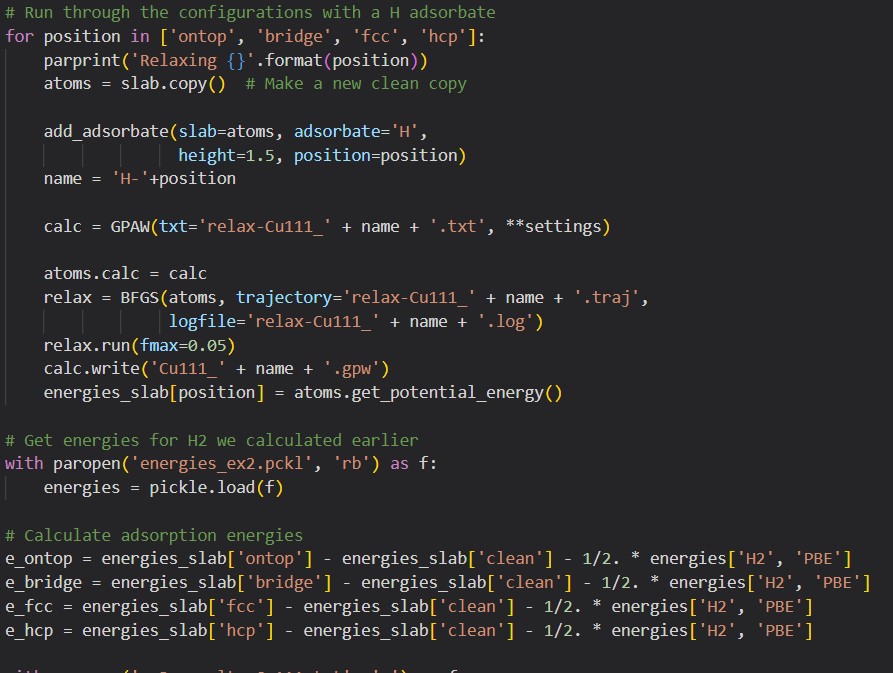 # Run through the configurations with a H adsorbate
for position in ['ontop', 'bridge', 'fcc', 'hcp']:
    parprint('Relaxing {}'.format(position))
    atoms = slab.copy()  # Make a new clean copy
    add_adsorbate(slab=atoms, adsorbate='H',
                  height=1.5, position=position)
    name = 'H-'+position
    calc = GPAW(txt='relax-Cu111_' + name + '.txt', **settings)
    atoms.calc = calc
    relax = BFGS(atoms, trajectory='relax-Cu111_' + name + '.traj',
                 logfile='relax-Cu111_' + name + '.log')
    relax.run(fmax=0.05)
    calc.write('Cu111_' + name + '.gpw')
    energies_slab[position] = atoms.get_potential_energy()
# Get energies for H2 we calculated earlier
with paropen('energies_ex2.pckl', 'rb') as f:
    energies = pickle.load(f)
# Calculate adsorption energies
e_ontop = energies_slab['ontop'] - energies_slab['clean'] - 1/2. * energies['H2', 'PBE']
e_bridge = energies_slab['bridge'] - energies_slab['clean'] - 1/2. * energies['H2', 'PBE']
e_fcc = energies_slab['fcc'] - energies_slab['clean'] - 1/2. * energies['H2', 'PBE']
e_hcp = energies_slab['hcp'] - energies_slab['clean'] - 1/2. * energies['H2', 'PBE']